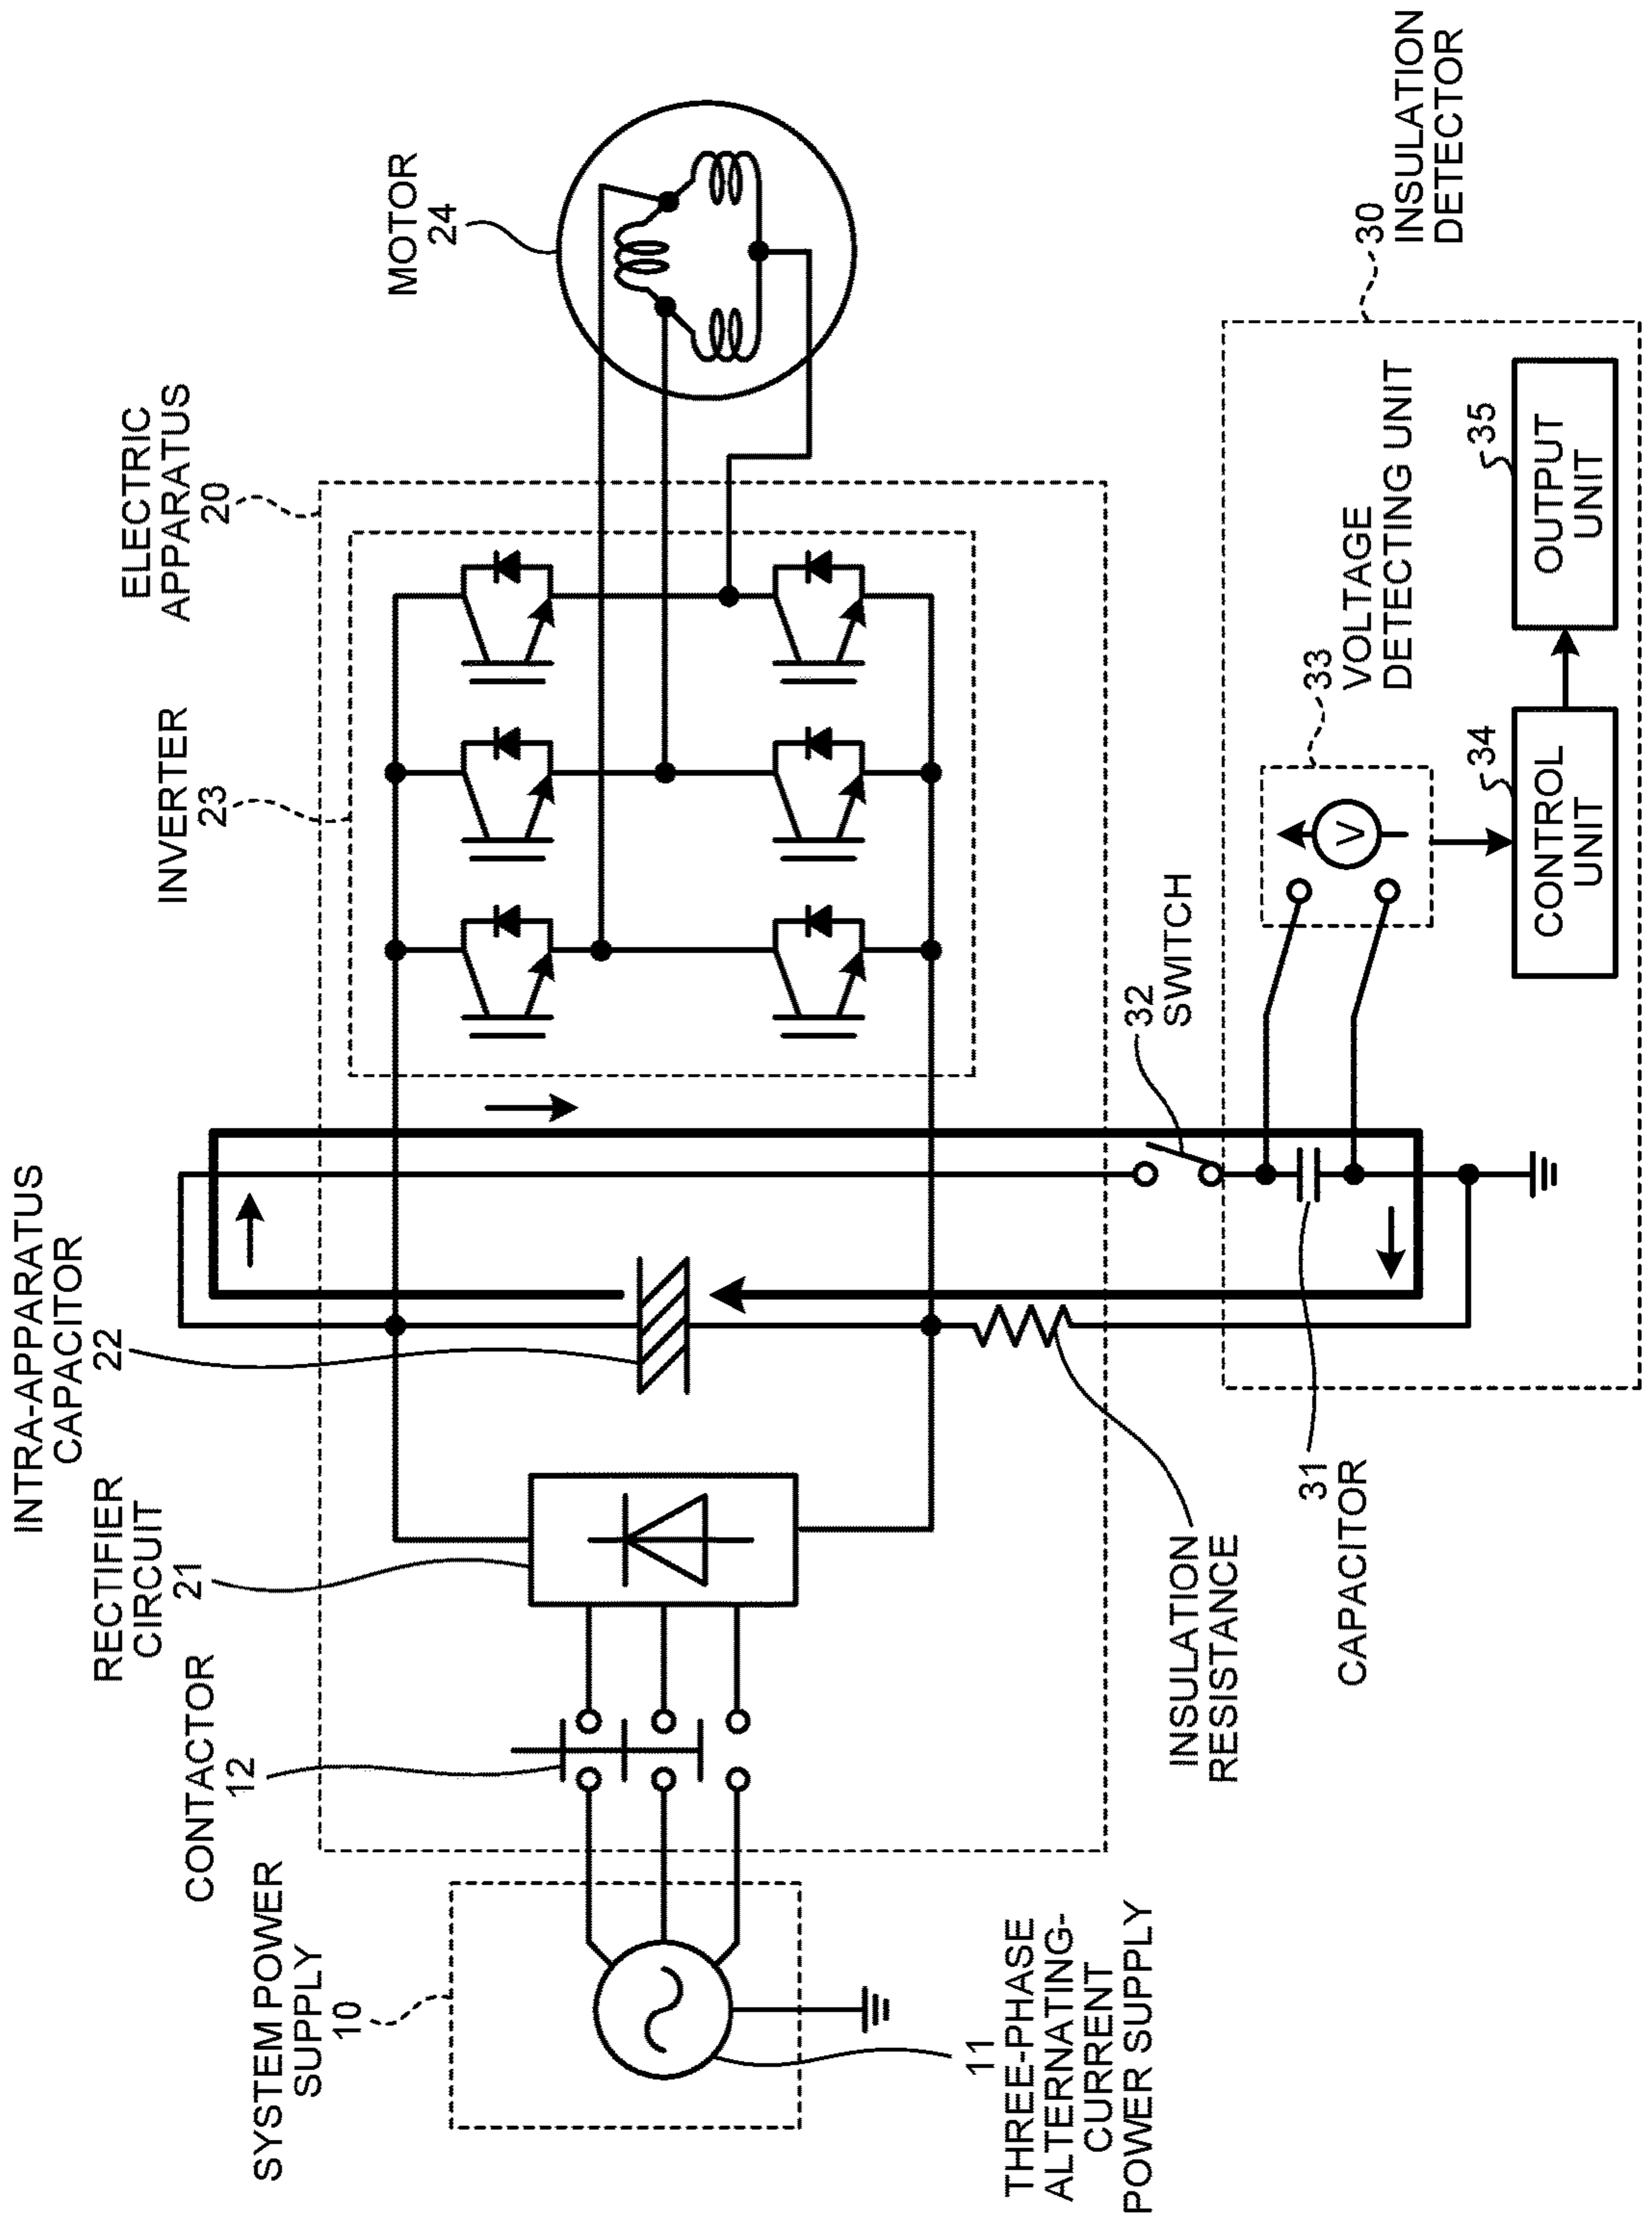 SYSTEM POWER
SUPPLY
10
CONTACTOR
12
RECTIFIER
CIRCUIT
21
INTRA-APPARATUS
CAPACITOR
22
INVERTER
23
ELECTRIC
APPARATUS
20
MOTOR
24
11
THREE-PHASE
ALTERNATING-
CURRENT
POWER SUPPLY
INSULATION
RESISTANCE
31
CAPACITOR
32
SWITCH
33
VOLTAGE
DETECTING UNIT
V
34
CONTROL
UNIT
35
OUTPUT
UNIT
30
INSULATION
DETECTOR